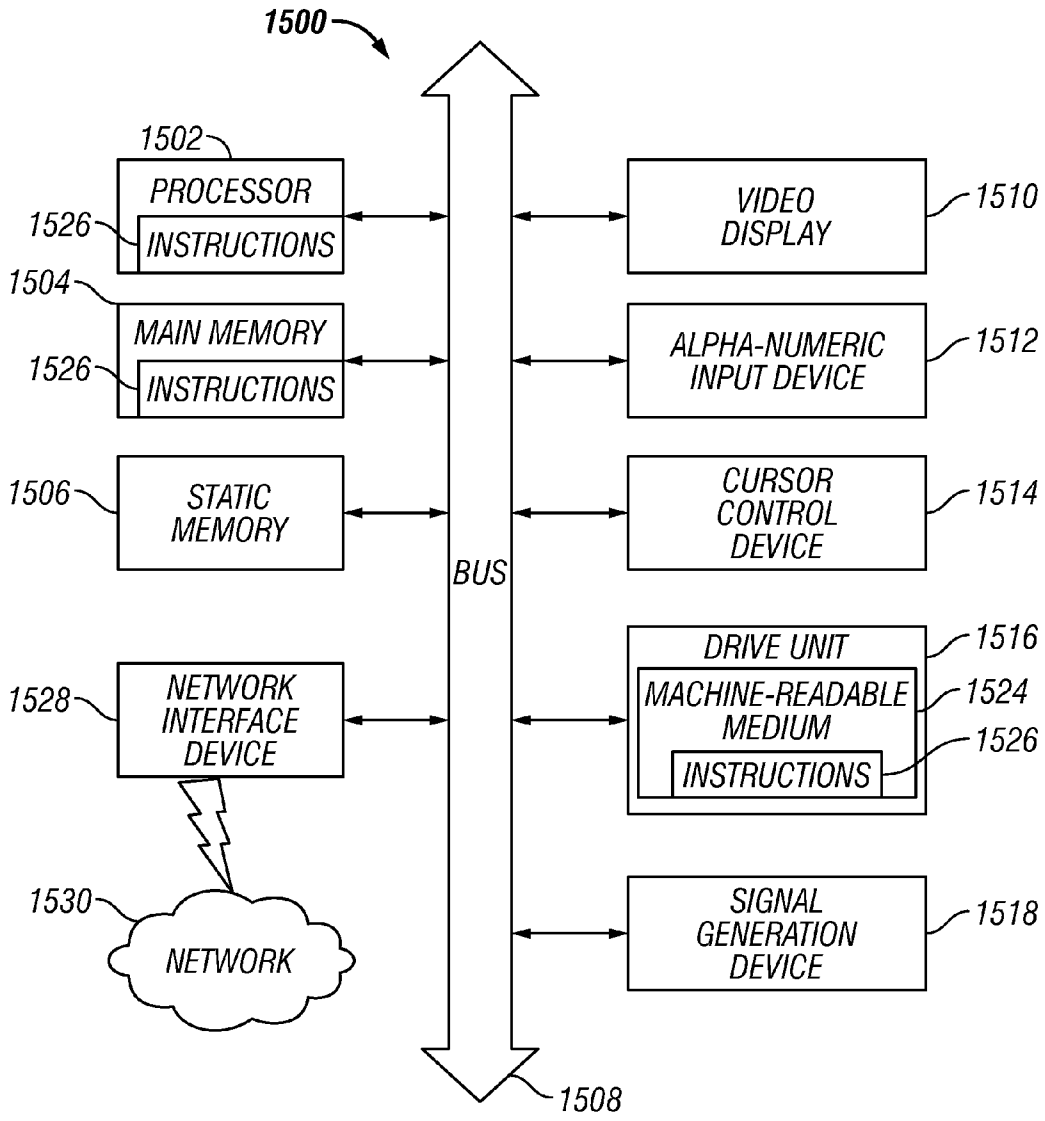 1500
1502
PROCESSOR
1526
INSTRUCTIONS
1504
MAIN MEMORY
1526
INSTRUCTIONS
1506
STATIC
MEMORY
1528
NETWORK
INTERFACE
DEVICE
1530
NETWORK
BUS
1508
VIDEO
DISPLAY
1510
ALPHA-NUMERIC
INPUT DEVICE
1512
CURSOR
CONTROL
DEVICE
1514
DRIVE UNIT
1516
MACHINE-READABLE
MEDIUM
1524
INSTRUCTIONS
1526
SIGNAL
GENERATION
DEVICE
1518